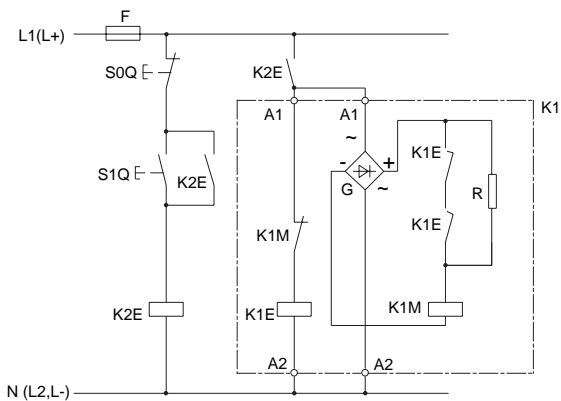 F
L1(L+)
S0Q
K2E
K1
A1
A1
~
K1E
- +
S1Q
K2E
G
~
R
K1E
K1M
K2E
K1E
K1M
A2
A2
N (L2,L-)